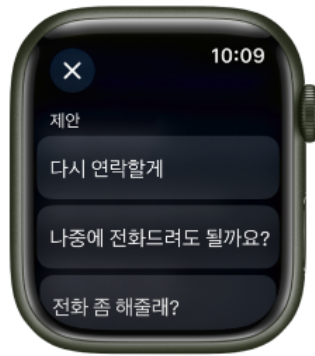 10:09
제안
다시 연락할게
나중에 전화드려도 될까요?
전화 좀 해줄래?